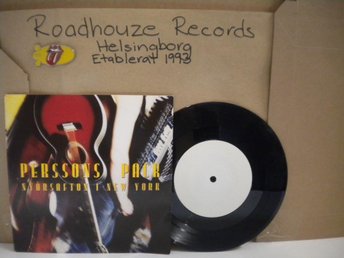 Roadhouze Records
Helsingborg
Etablerat 1993
PERSSONS PACK
NYÅRSAFTON I NEW YORK